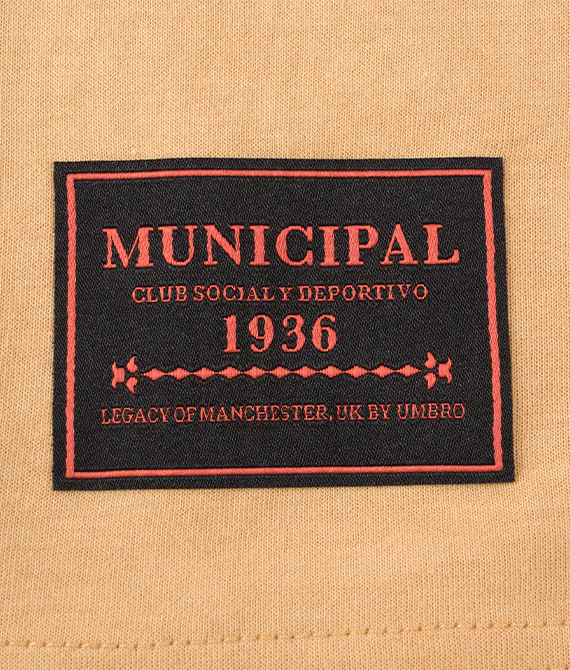 MUNICIPAL
CLUB SOCIAL Y DEPORTIVO
1936
LEGACY OF MANCHESTER, UK BY UMBRO